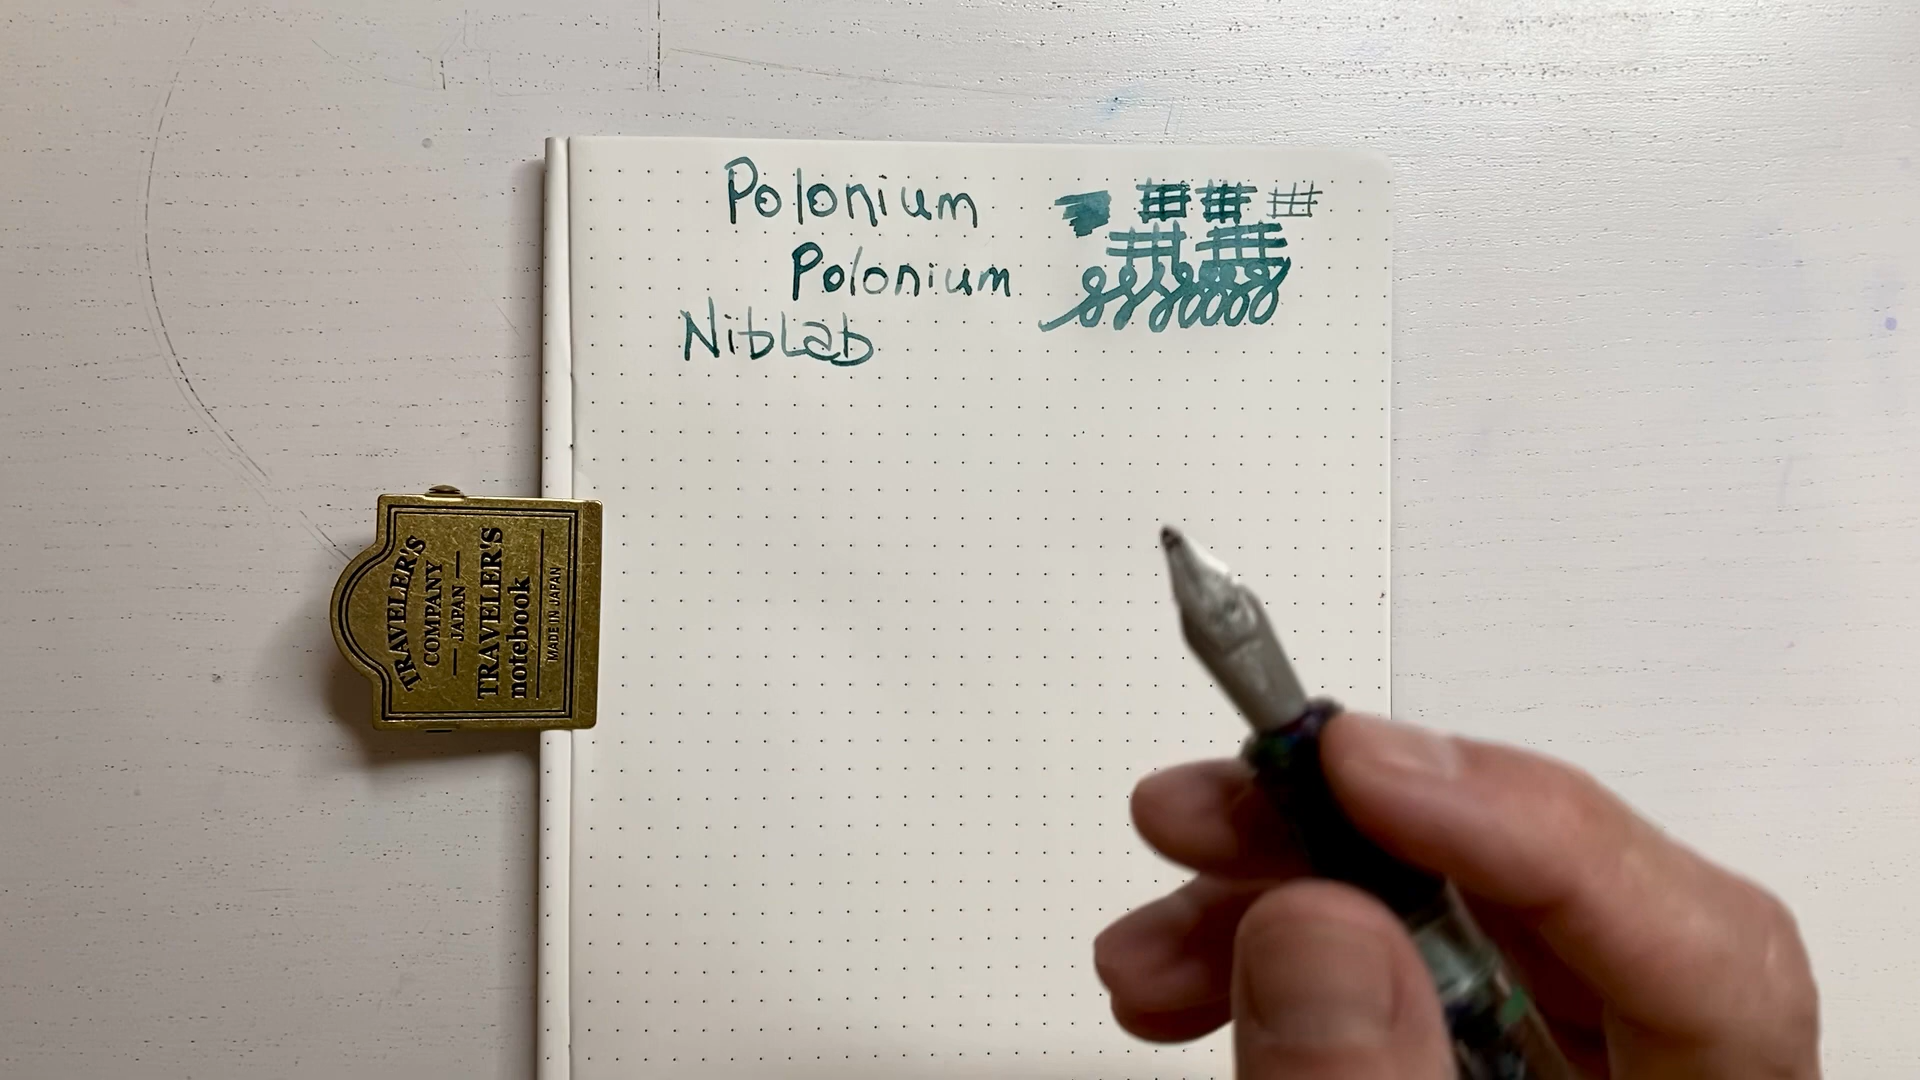 Polonium
Polonium
NibLab
TRAVELER'S
COMPANY
— JAPAN —
TRAVELER'S
notebook
MADE IN JAPAN